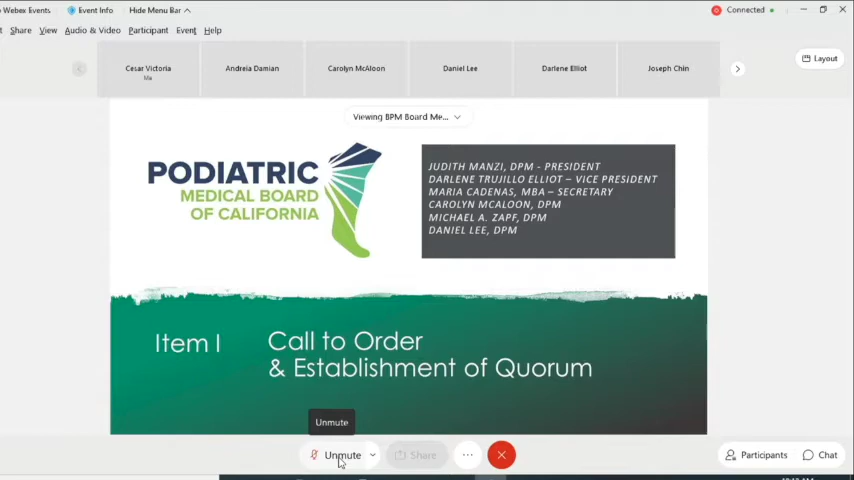 Webex Events
Event Info
Hide Menu Bar
Connected
Share View Audio & Video Participant Event Help
Cesar Victoria
Me
Andreia Damian
Carolyn McAloon
Daniel Lee
Darlene Elliot
Joseph Chin
Layout
Viewing BPM Board Me...
PODIATRIC
MEDICAL BOARD
OF CALIFORNIA
JUDITH MANZI, DPM - PRESIDENT
DARLENE TRUJILLO ELLIOT – VICE PRESIDENT
MARIA CADENAS, MBA – SECRETARY
CAROLYN MCALOON, DPM
MICHAEL A. ZAPF, DPM
DANIEL LEE, DPM
Item I
Call to Order
& Establishment of Quorum
Unmute
Unmute
Share
Participants
Chat